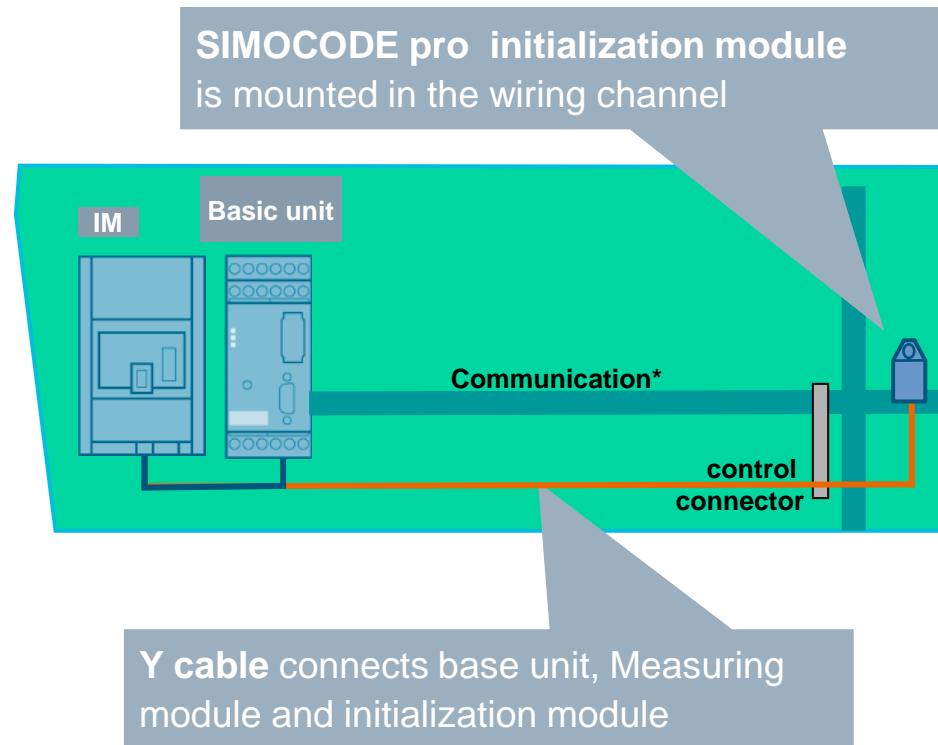 SIMOCODE pro initialization module
is mounted in the wiring channel
IM
Basic unit
Communication*
control
connector
Y cable connects base unit, Measuring
module and initialization module